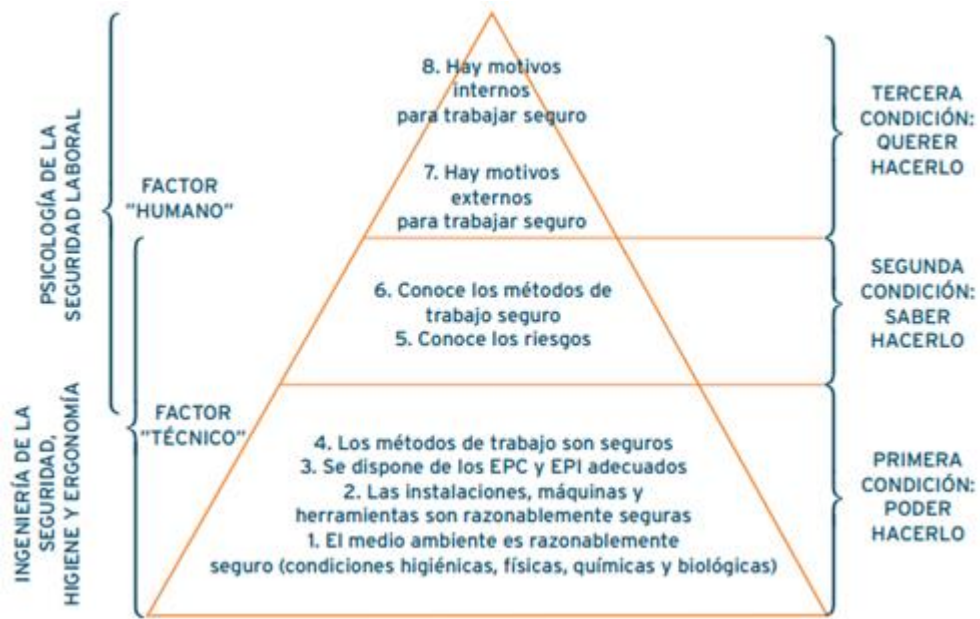 PSICOLOGÍA DE LA
SEGURIDAD LABORAL
FACTOR
"HUMANO"
INGENIERÍA DE LA
SEGURIDAD,
HIGIENE Y ERGONOMÍA
FACTOR
"TÉCNICO"
8. Hay motivos
internos
para trabajar seguro
7. Hay motivos
externos
para trabajar seguro
6. Conoce los métodos de
trabajo seguro
5. Conoce los riesgos
4. Los métodos de trabajo son seguros
3. Se dispone de los EPC y EPI adecuados
2. Las instalaciones, máquinas y
herramientas son razonablemente seguras
1. El medio ambiente es razonablemente
seguro (condiciones higiénicas, físicas, químicas y biológicas)
TERCERA
CONDICIÓN:
QUERER
HACERLO
SEGUNDA
CONDICIÓN:
SABER
HACERLO
PRIMERA
CONDICIÓN:
PODER
HACERLO